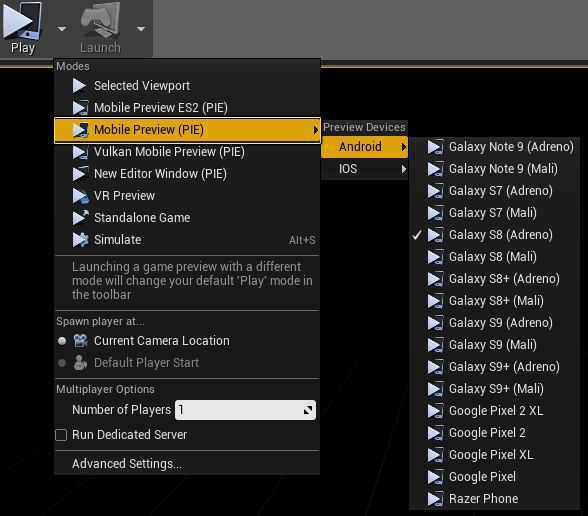 Play
Launch
Modes
Selected Viewport
Mobile Preview ES2 (PIE)
Mobile Preview (PIE)
Vulkan Mobile Preview (PIE)
New Editor Window (PIE)
VR Preview
Standalone Game
Simulate Alt+S
Launching a game preview with a different
mode will change your default 'Play' mode in
the toolbar
Spawn player at...
Current Camera Location
Default Player Start
Multiplayer Options
Number of Players 1
Run Dedicated Server
Advanced Settings...
Preview Devices
Android
IOS
Galaxy Note 9 (Adreno)
Galaxy Note 9 (Mali)
Galaxy S7 (Adreno)
Galaxy S7 (Mali)
Galaxy S8 (Adreno)
Galaxy S8 (Mali)
Galaxy S8+ (Adreno)
Galaxy S8+ (Mali)
Galaxy S9 (Adreno)
Galaxy S9 (Mali)
Galaxy S9+ (Adreno)
Galaxy S9+ (Mali)
Google Pixel 2 XL
Google Pixel 2
Google Pixel XL
Google Pixel
Razer Phone